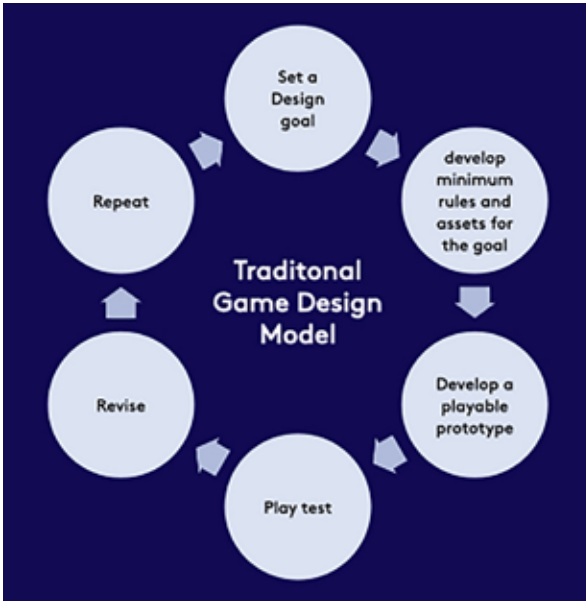 Set a
Design
goal
develop
minimum
rules and
assets for
the goal
Develop a
playable
prototype
Play test
Revise
Repeat
Traditonal
Game Design
Model